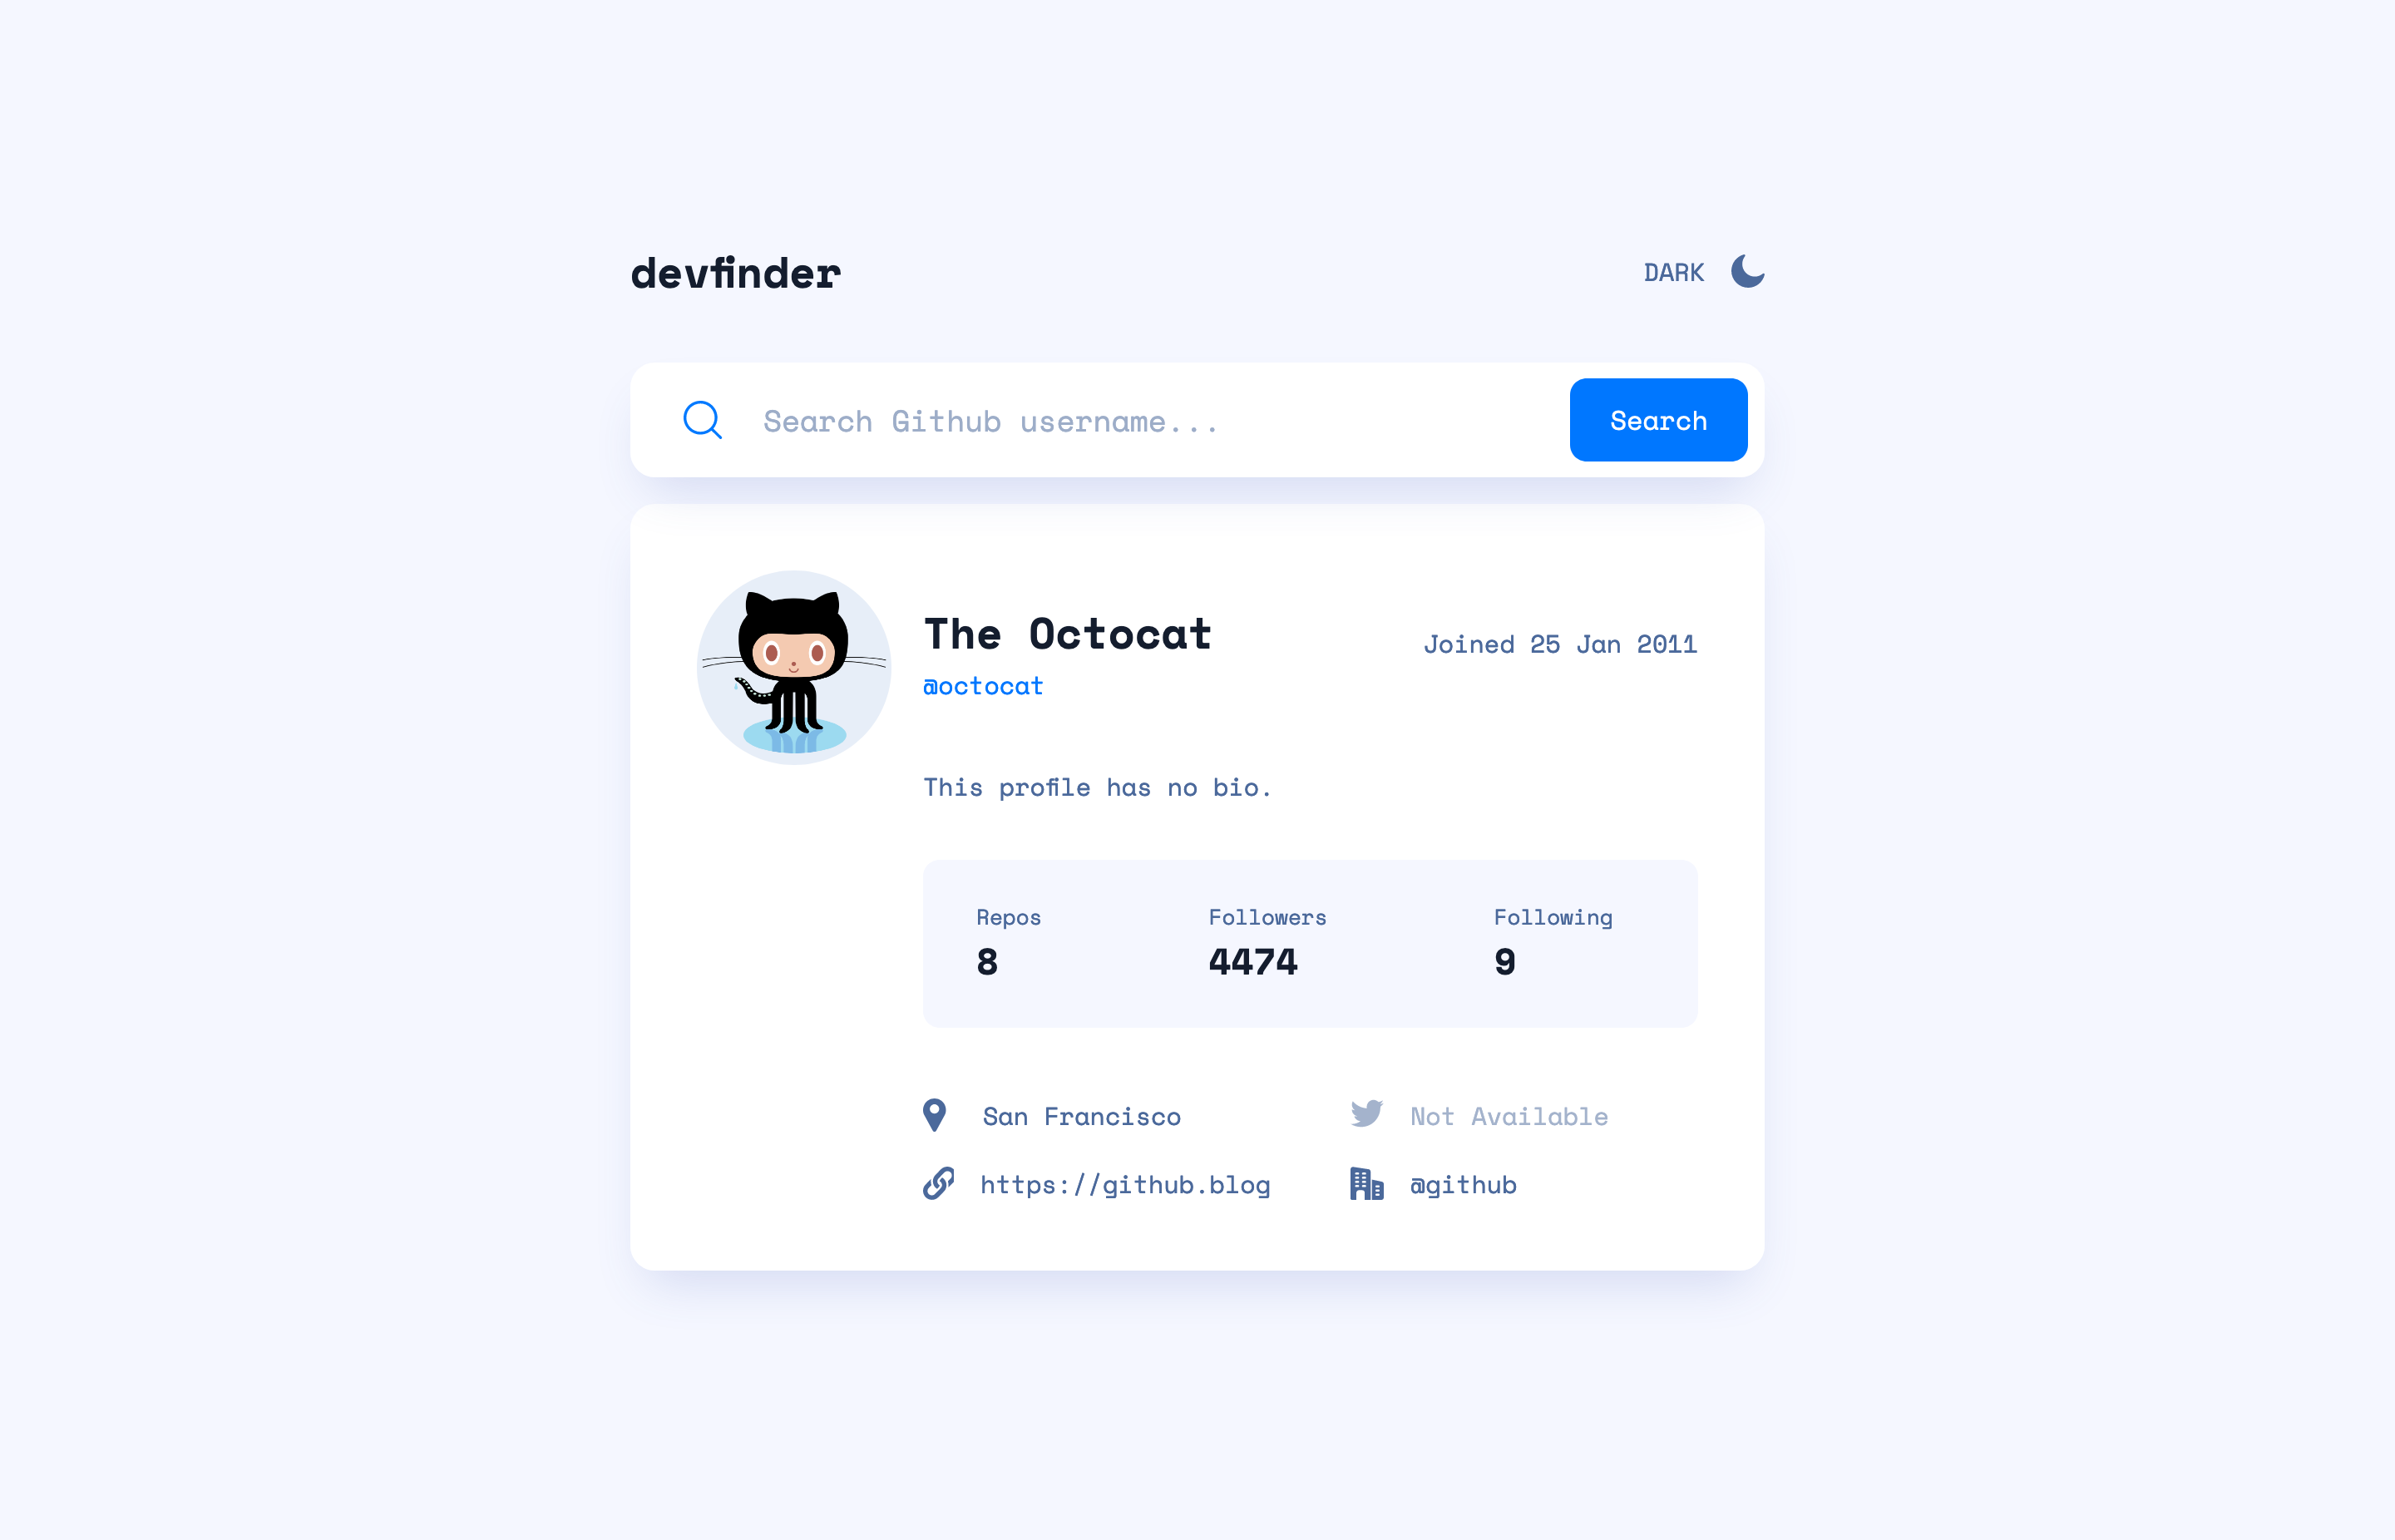 devfinder
DARK
Search Github username...
Search
The Octocat
Joined 25 Jan 2011
@octocat
This profile has no bio.
Repos
Followers
Following
8
4474
9
San Francisco
Not Available
https://github.blog
@github